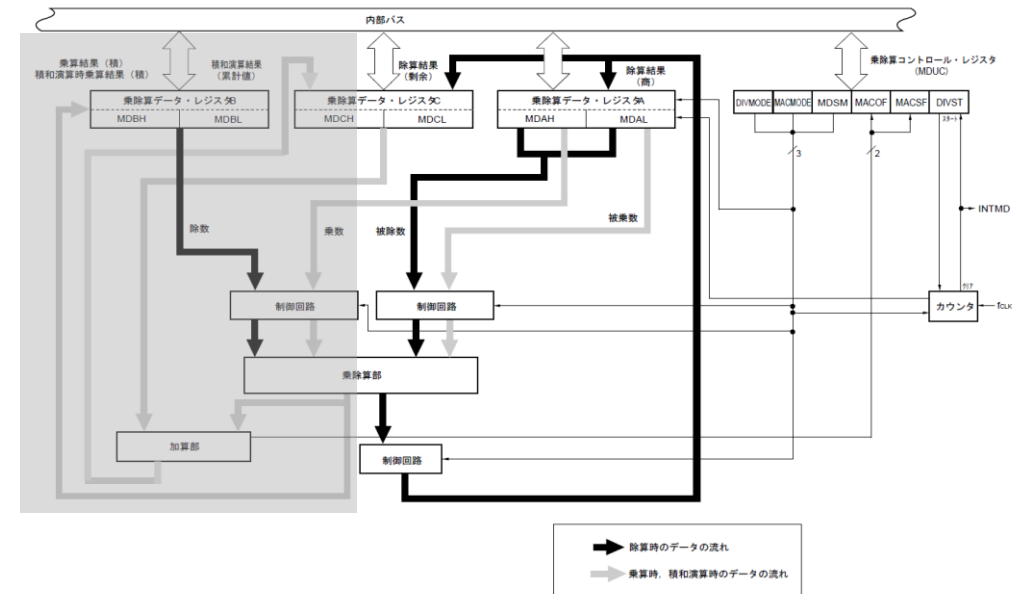 内部バス
乗算結果（積）
積和演算時乗算結果（積）
積和演算結果
（累計値）
除算結果
（剰余）
除算結果
（商）
乗除算コントロール・レジスタ
（MDUC）
乗除算データ・レジスタB
MDBH
MDBL
乗除算データ・レジスタC
MDCH
MDCL
乗除算データ・レジスタA
MDAH
MDAL
DIVMODE
MACMODE
MDSM
MACOF
MACSF
DIVST
スタート
3
2
INTMD
除数
乗数
被除数
被乗数
クリア
制御回路
制御回路
カウンタ
fCLK
乗除算部
加算部
制御回路
除算時のデータの流れ
乗算時，積和演算時のデータの流れ